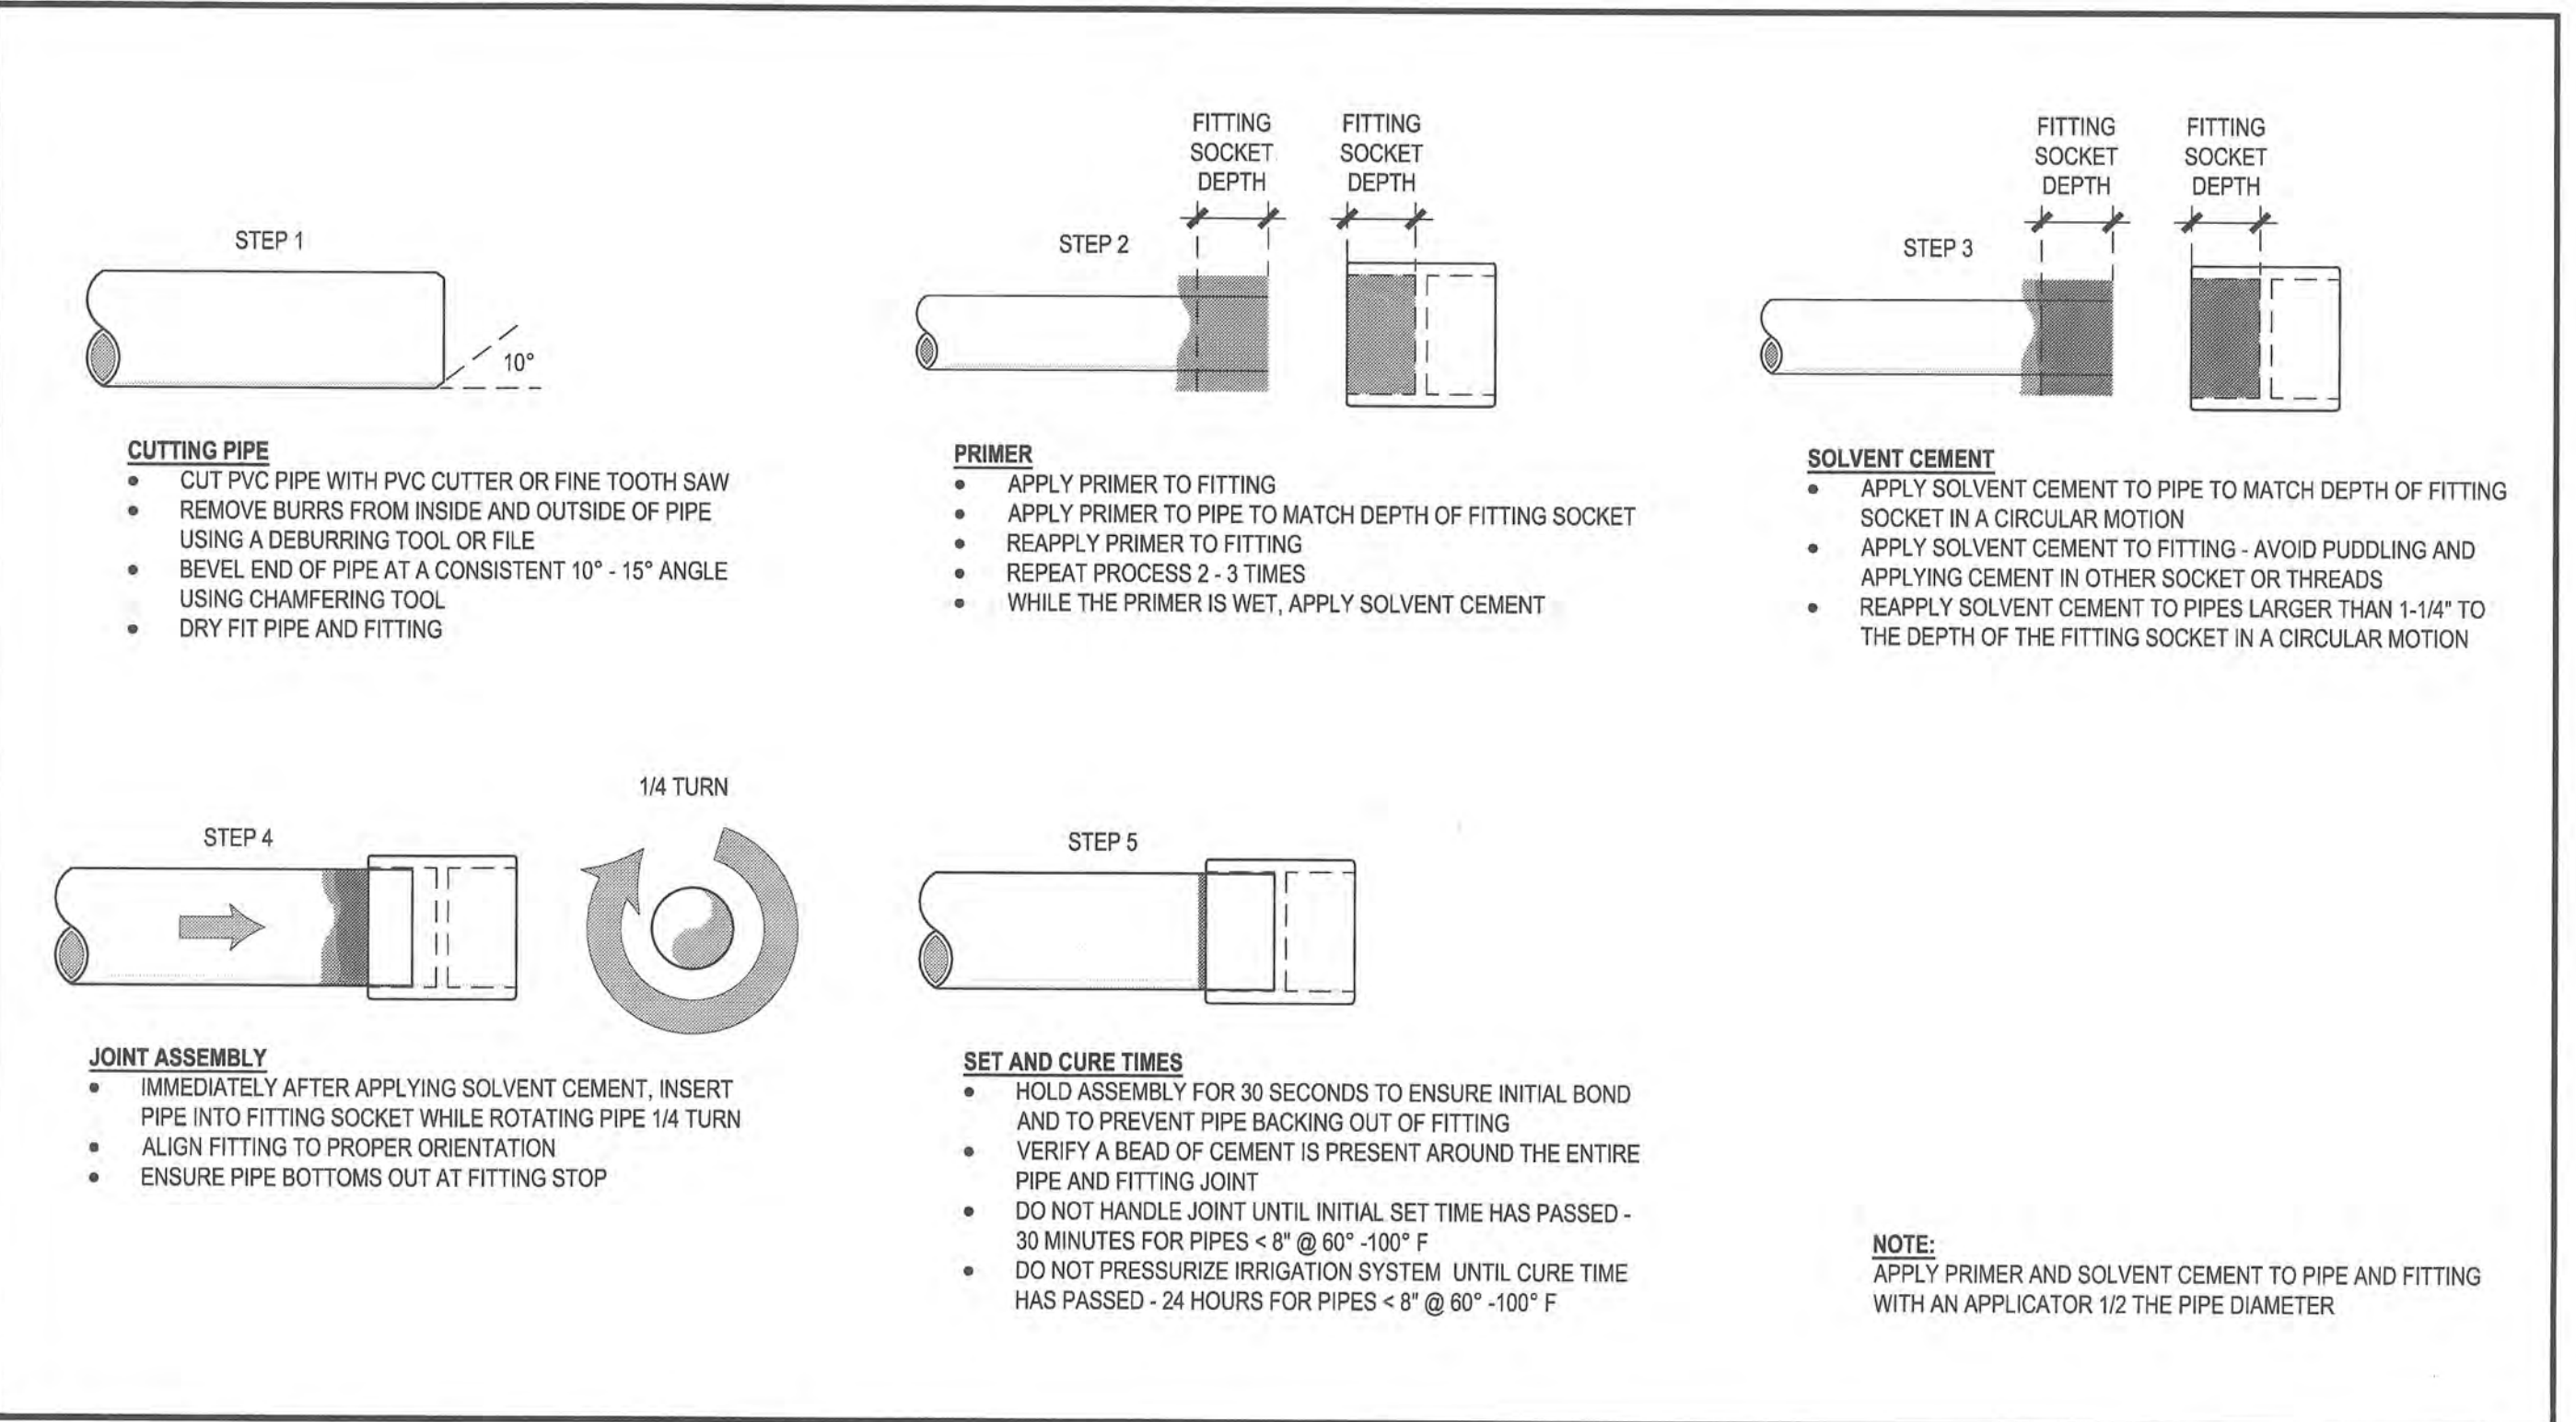 STEP 1
10°
CUTTING PIPE
• CUT PVC PIPE WITH PVC CUTTER OR FINE TOOTH SAW
• REMOVE BURRS FROM INSIDE AND OUTSIDE OF PIPE
USING A DEBURRING TOOL OR FILE
• BEVEL END OF PIPE AT A CONSISTENT 10° - 15° ANGLE
USING CHAMFERING TOOL
• DRY FIT PIPE AND FITTING
STEP 2
FITTING
SOCKET
DEPTH
FITTING
SOCKET
DEPTH
PRIMER
• APPLY PRIMER TO FITTING
• APPLY PRIMER TO PIPE TO MATCH DEPTH OF FITTING SOCKET
• REAPPLY PRIMER TO FITTING
• REPEAT PROCESS 2 - 3 TIMES
• WHILE THE PRIMER IS WET, APPLY SOLVENT CEMENT
STEP 3
FITTING
SOCKET
DEPTH
FITTING
SOCKET
DEPTH
SOLVENT CEMENT
• APPLY SOLVENT CEMENT TO PIPE TO MATCH DEPTH OF FITTING
SOCKET IN A CIRCULAR MOTION
• APPLY SOLVENT CEMENT TO FITTING - AVOID PUDDLING AND
APPLYING CEMENT IN OTHER SOCKET OR THREADS
• REAPPLY SOLVENT CEMENT TO PIPES LARGER THAN 1-1/4" TO
THE DEPTH OF THE FITTING SOCKET IN A CIRCULAR MOTION
STEP 4
1/4 TURN
JOINT ASSEMBLY
• IMMEDIATELY AFTER APPLYING SOLVENT CEMENT, INSERT
PIPE INTO FITTING SOCKET WHILE ROTATING PIPE 1/4 TURN
• ALIGN FITTING TO PROPER ORIENTATION
• ENSURE PIPE BOTTOMS OUT AT FITTING STOP
STEP 5
SET AND CURE TIMES
• HOLD ASSEMBLY FOR 30 SECONDS TO ENSURE INITIAL BOND
AND TO PREVENT PIPE BACKING OUT OF FITTING
• VERIFY A BEAD OF CEMENT IS PRESENT AROUND THE ENTIRE
PIPE AND FITTING JOINT
• DO NOT HANDLE JOINT UNTIL INITIAL SET TIME HAS PASSED -
30 MINUTES FOR PIPES < 8" @ 60° -100° F
• DO NOT PRESSURIZE IRRIGATION SYSTEM UNTIL CURE TIME
HAS PASSED - 24 HOURS FOR PIPES < 8" @ 60° -100° F
NOTE:
APPLY PRIMER AND SOLVENT CEMENT TO PIPE AND FITTING
WITH AN APPLICATOR 1/2 THE PIPE DIAMETER